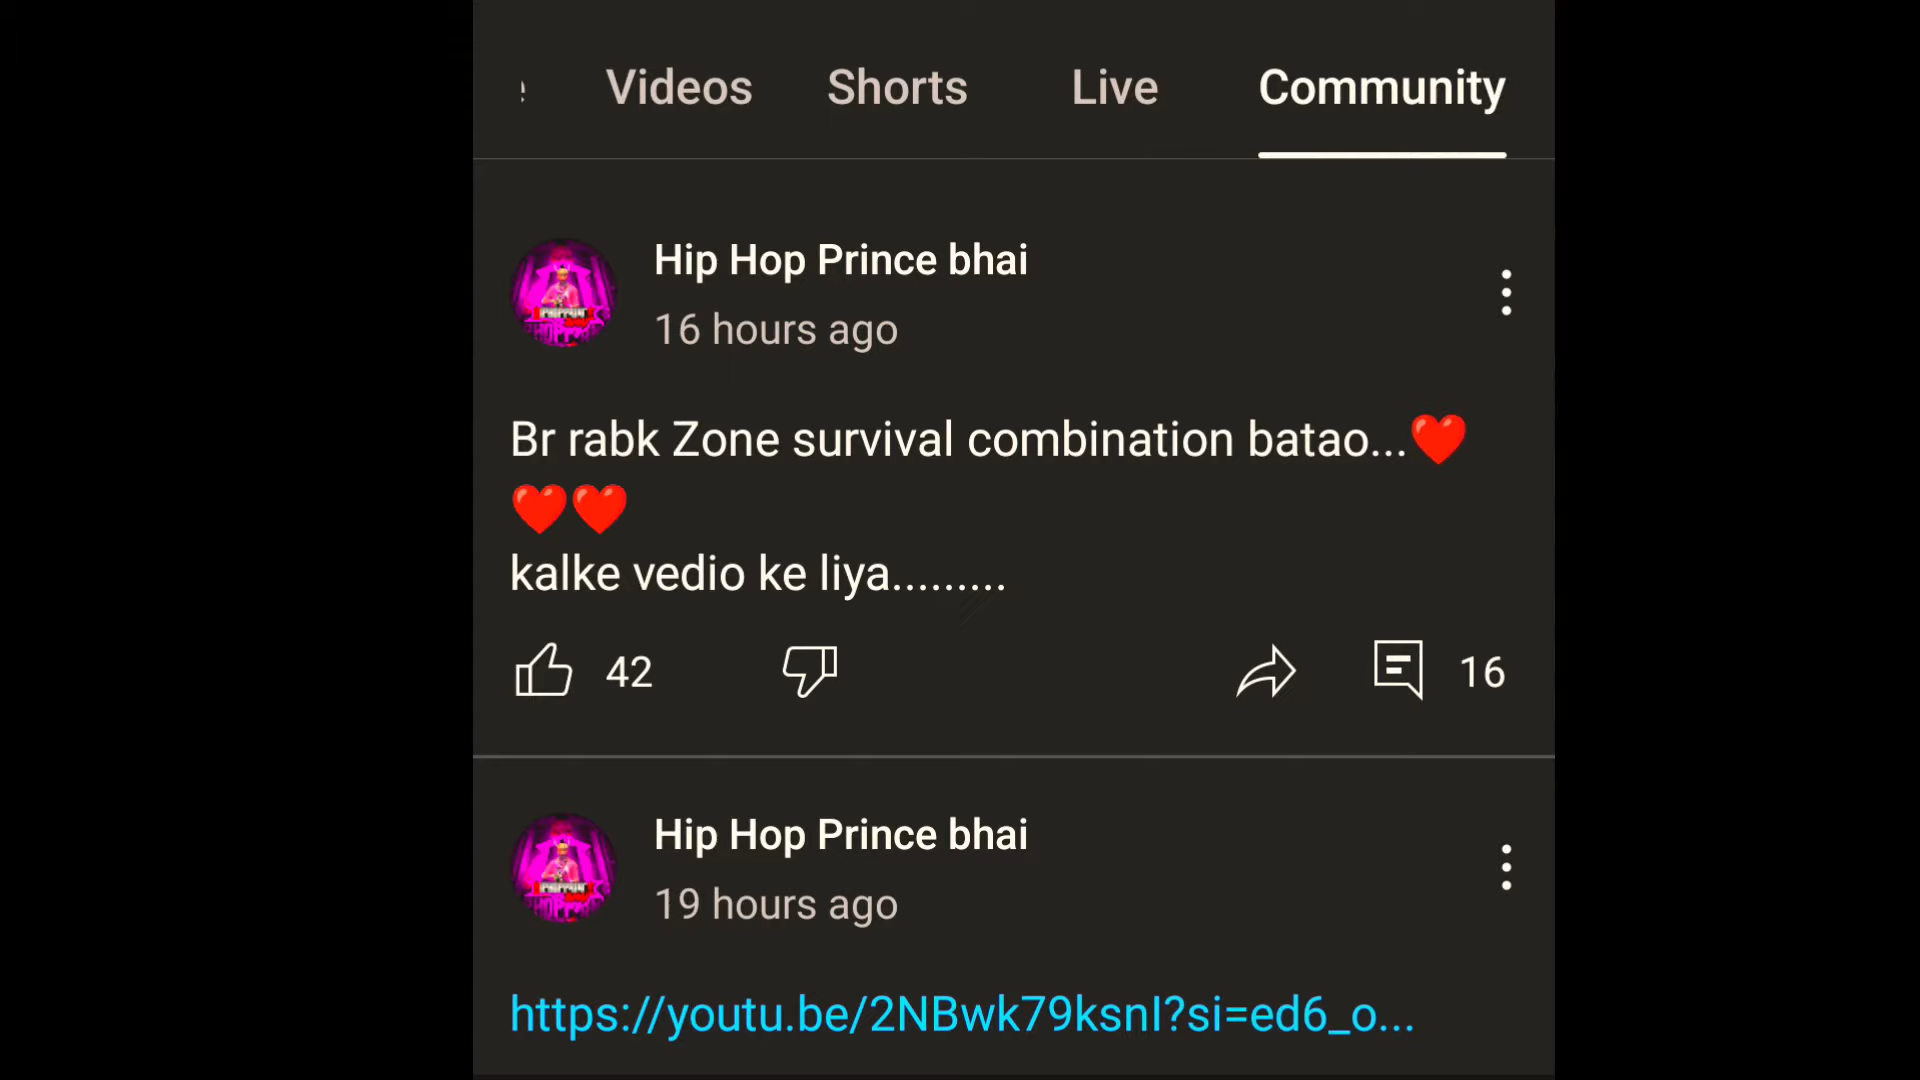 Videos Shorts Live Community
Hip Hop Prince bhai
16 hours ago
Br rabk Zone survival combination batao...❤️
❤️❤️
kalke vedio ke liya.........
42 16
Hip Hop Prince bhai
19 hours ago
https://youtu.be/2NBwk79ksnI?si=ed6_o...